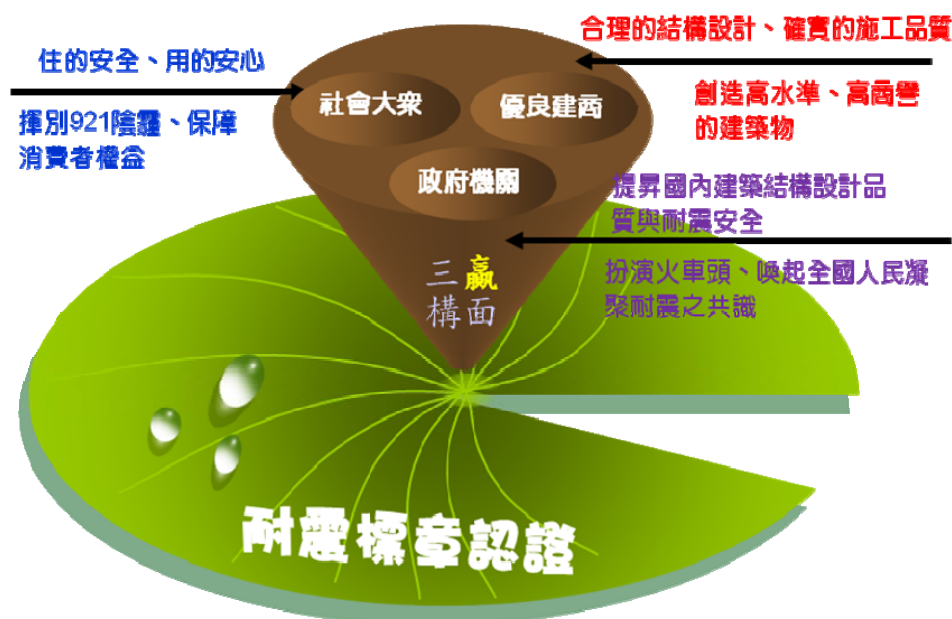 合理的結構設計、確實的施工品質
住的安全、用的安心
創造高水準、高商譽
的建築物
揮別921陰霾、保障
消費者權益
社會大眾
優良建商
政府機關
提昇國內建築結構設計品
質與耐震安全
三贏
構面
扮演火車頭、喚起全國人民凝
聚耐震之共識
耐震標章認證